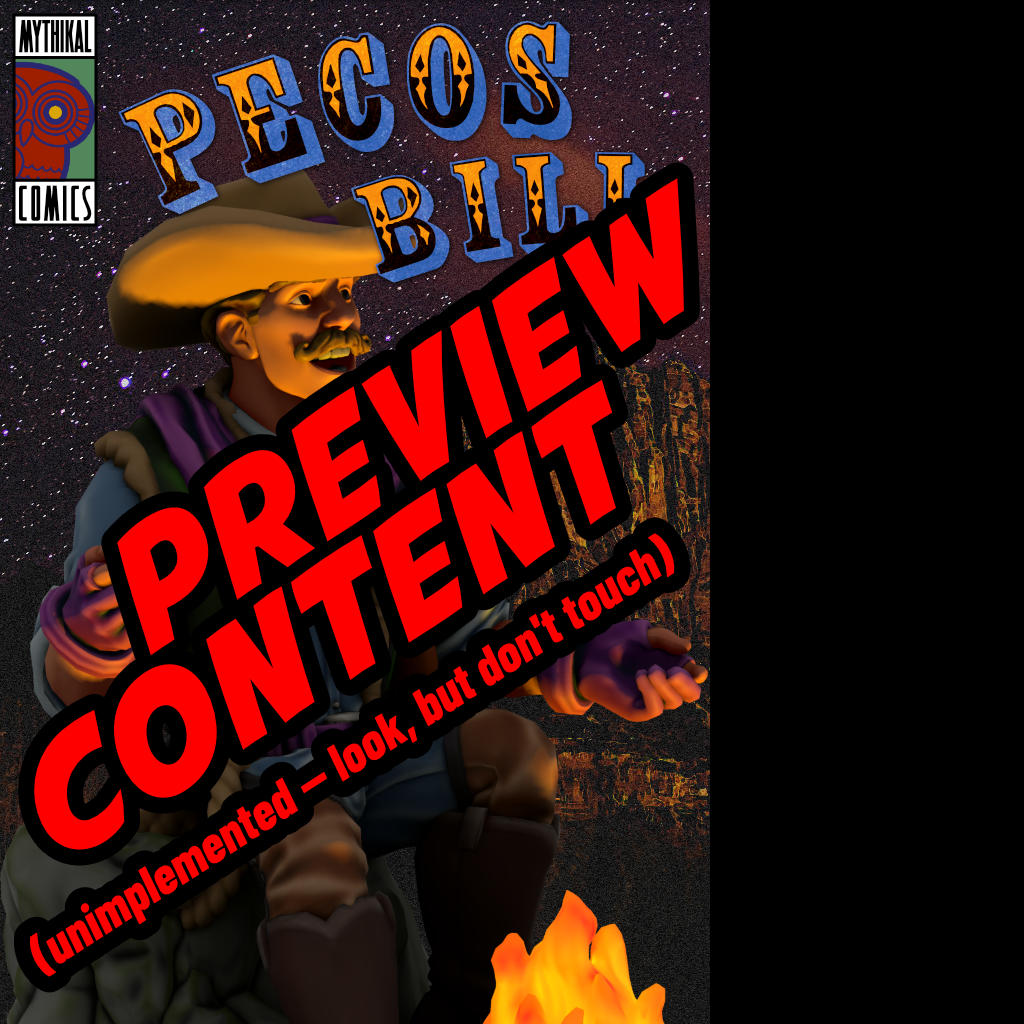 MYTHIKAL
COMICS
PECOS
BILL
PREVIEW
CONTENT
(unimplemented – look, but don't touch)